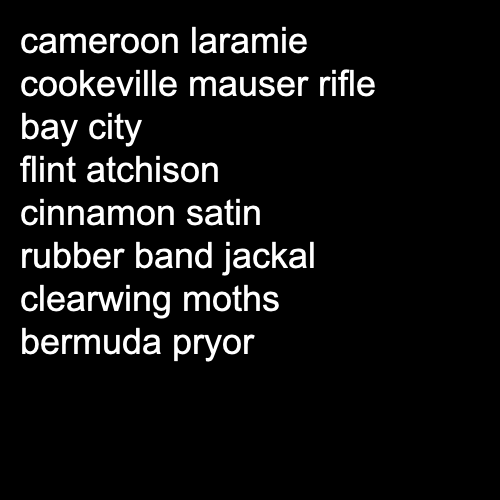 cameroon laramie
cookeville mauser rifle
bay city
flint atchison
cinnamon satin
rubber band jackal
clearwing moths
bermuda pryor